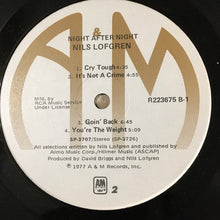 NIGHT AFTER NIGHT
NILS LOFGREN
1. Cry Tough 4:35
2. It's Not A Crime 4:32
Mfd. by
RCA Music Service
Under License
R223675 B-1
3. Goin' Back 6:40
4. You're The Weight 5:09
SP-3707/Stereo (SP-3726)
All selections written by Nils Lofgren and published by
Almo Music Corp./Hilmer Music (ASCAP)
Produced by David Briggs and Nils Lofgren
℗ 1977 A & M Records, Inc.
A&M
2